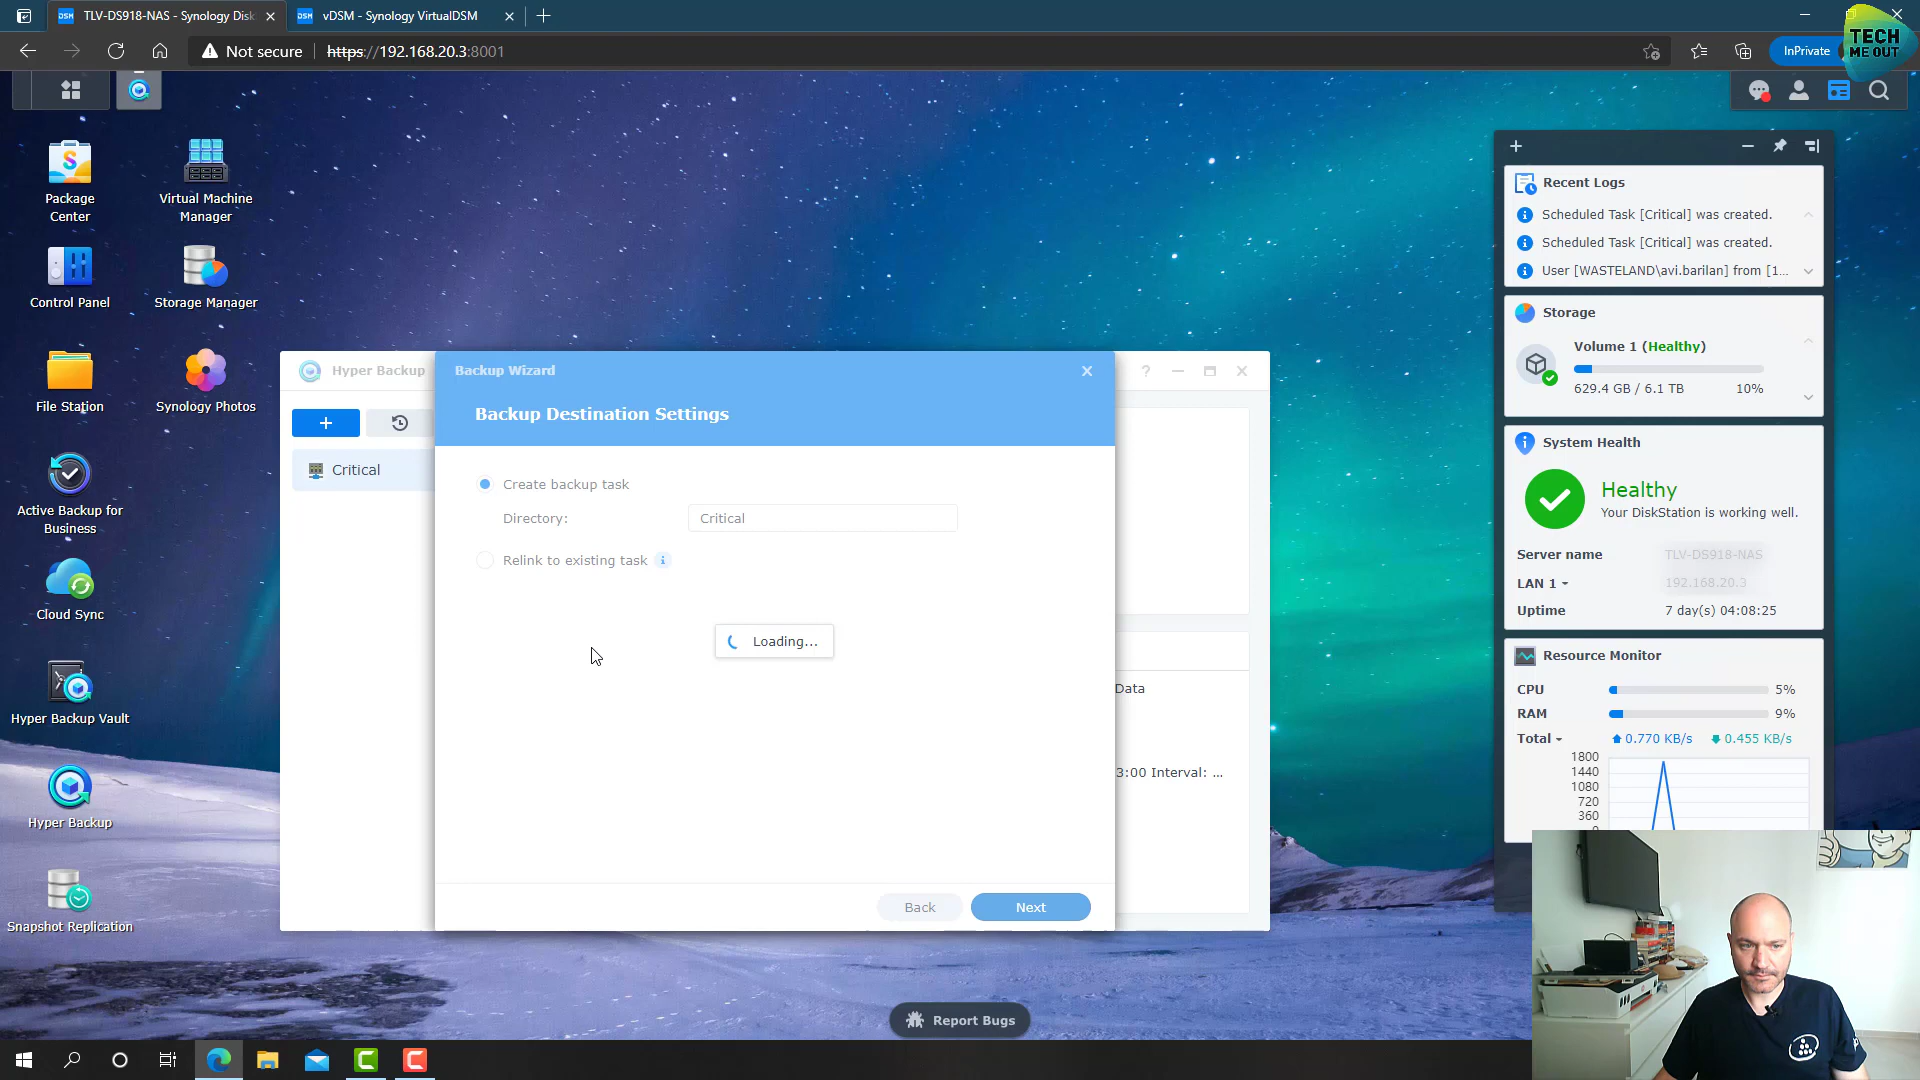 TLV-DS918-NAS - Synology Disk
vDSM - Synology VirtualDSM
Not secure
https://192.168.20.3:8001
InPrivate
TECH
ME OUT
Package
Center
Virtual Machine
Manager
Control Panel
Storage Manager
File Station
Synology Photos
Active Backup for
Business
Cloud Sync
Hyper Backup Vault
Hyper Backup
Snapshot Replication
Hyper Backup
Critical
Backup Wizard
Backup Destination Settings
Create backup task
Directory:
Critical
Relink to existing task
Loading...
Back
Next
Data
3:00 Interval: ...
Recent Logs
Scheduled Task [Critical] was created.
Scheduled Task [Critical] was created.
User [WASTELAND\avi.barilan] from [1...
Storage
Volume 1 (Healthy)
629.4 GB / 6.1 TB
10%
System Health
Healthy
Your DiskStation is working well.
Server name
TLV-DS918-NAS
LAN 1
192.168.20.3
Uptime
7 day(s) 04:08:25
Resource Monitor
CPU
5%
RAM
9%
Total
0.770 KB/s
0.455 KB/s
1800
1440
1080
720
360
0
Report Bugs